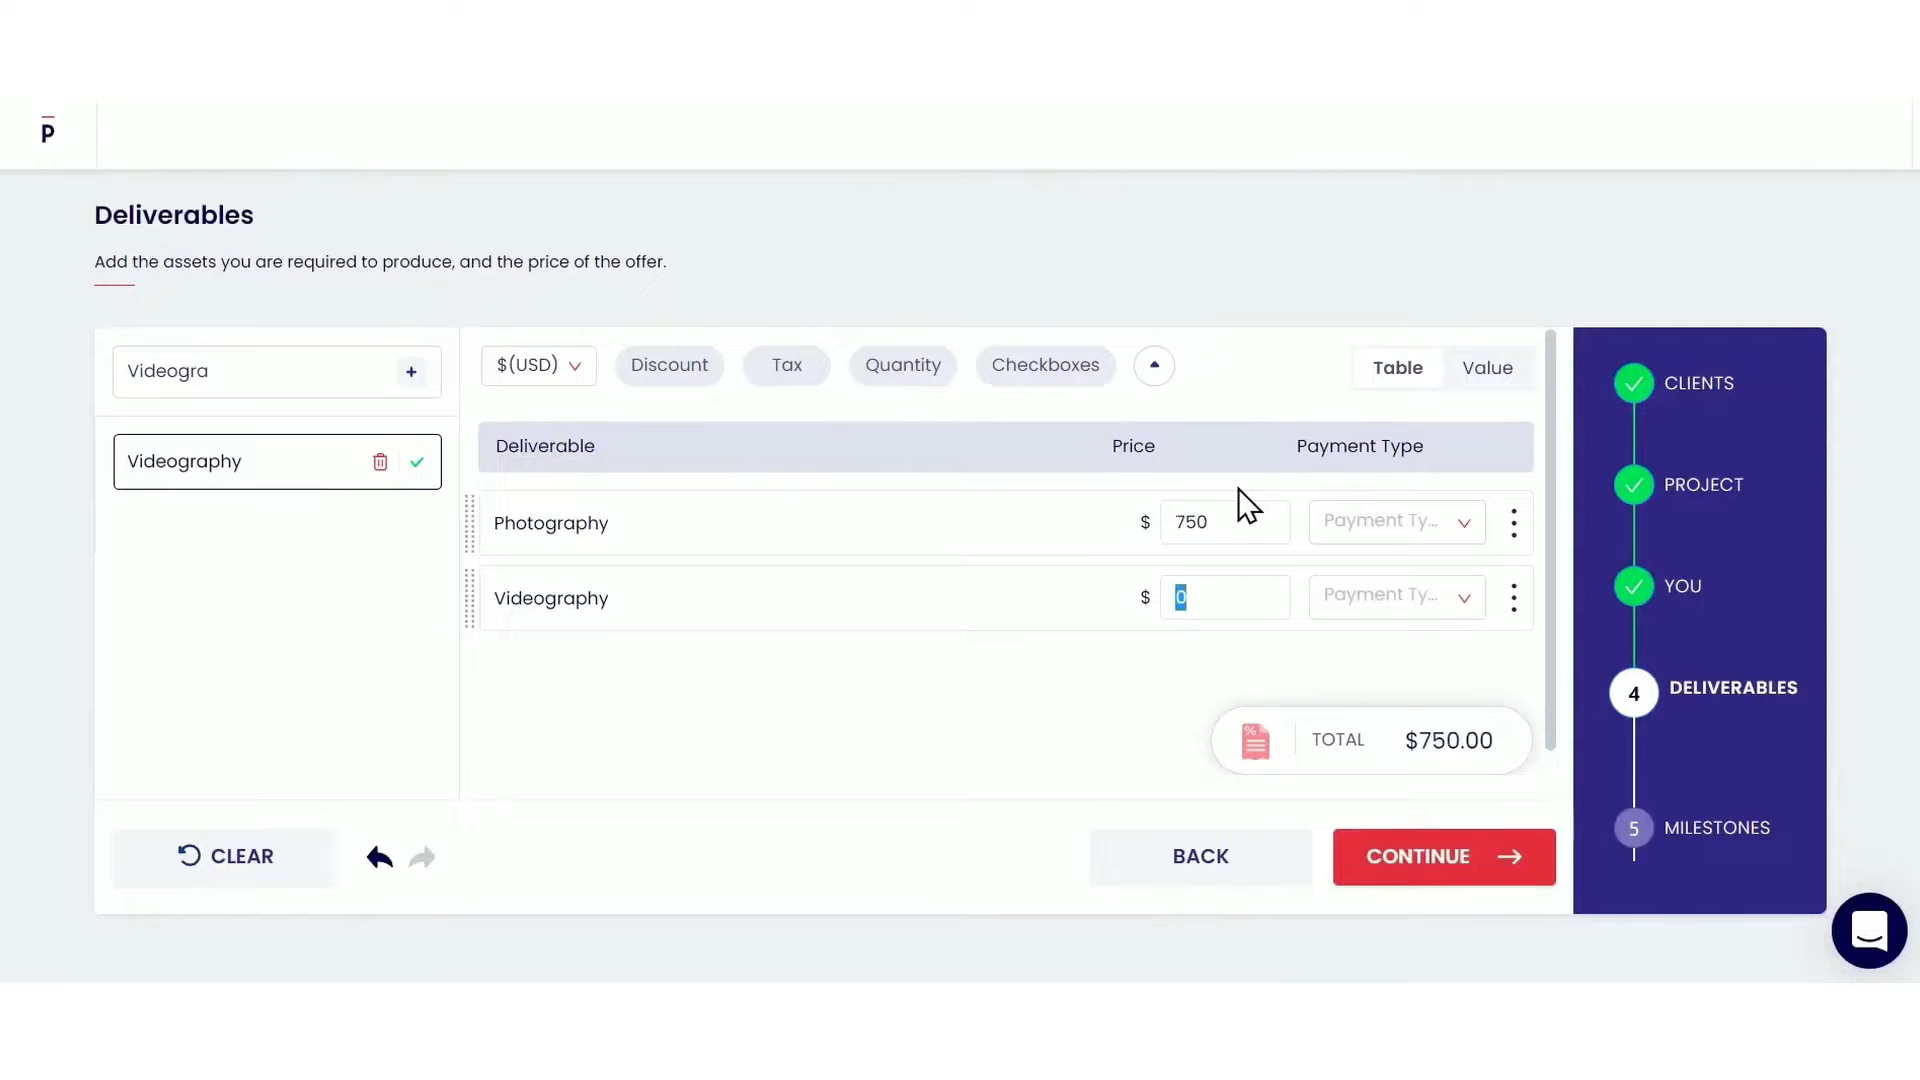 P
Deliverables
Add the assets you are required to produce, and the price of the offer.
Videogra +
Videography
$(USD) Discount Tax Quantity Checkboxes Table Value
Deliverable Price Payment Type
Photography $ 750 Payment Ty...
Videography $ 0 Payment Ty...
% TOTAL $750.00
CLEAR BACK CONTINUE
CLIENTS
PROJECT
YOU
4 DELIVERABLES
5 MILESTONES